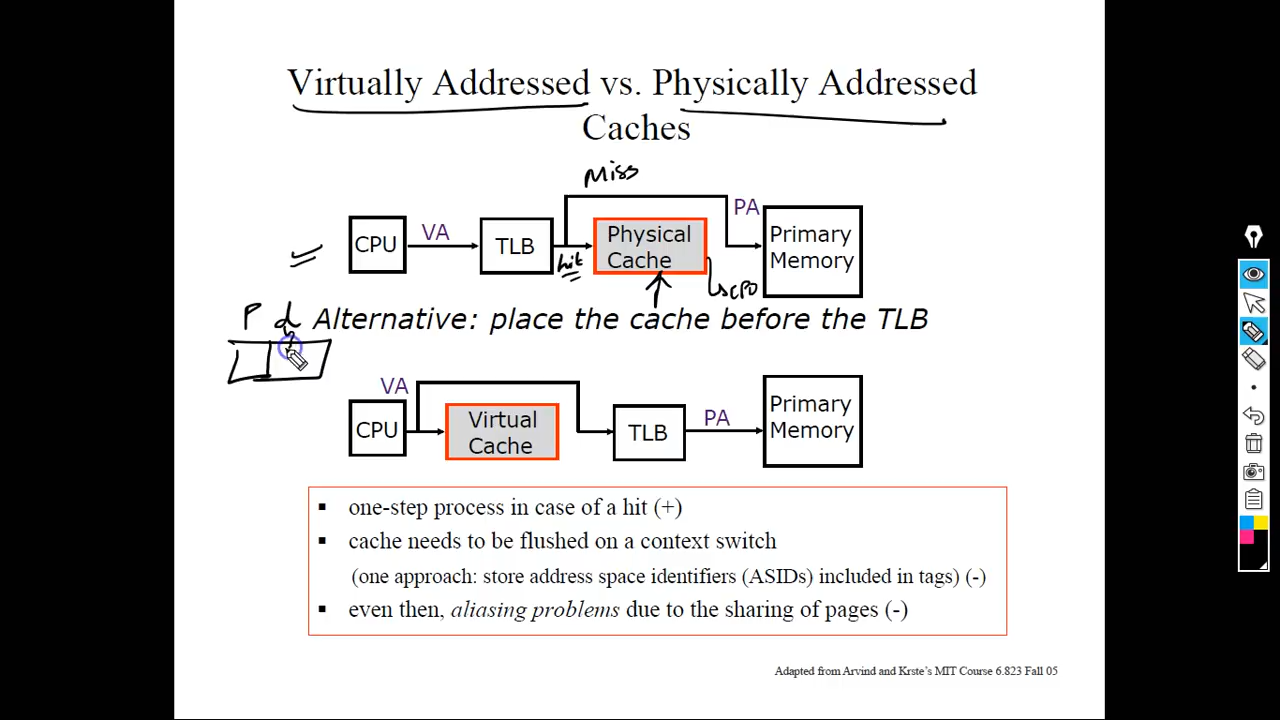 Virtually Addressed vs. Physically Addressed
Caches
Miss
CPU
VA
TLB
hit
Physical
Cache
CPU
PA
Primary
Memory
P d
Alternative: place the cache before the TLB
VA
CPU
Virtual
Cache
TLB
PA
Primary
Memory
▪ one-step process in case of a hit (+)
▪ cache needs to be flushed on a context switch
(one approach: store address space identifiers (ASIDs) included in tags) (-)
▪ even then, aliasing problems due to the sharing of pages (-)
Adapted from Arvind and Krste's MIT Course 6.823 Fall 05